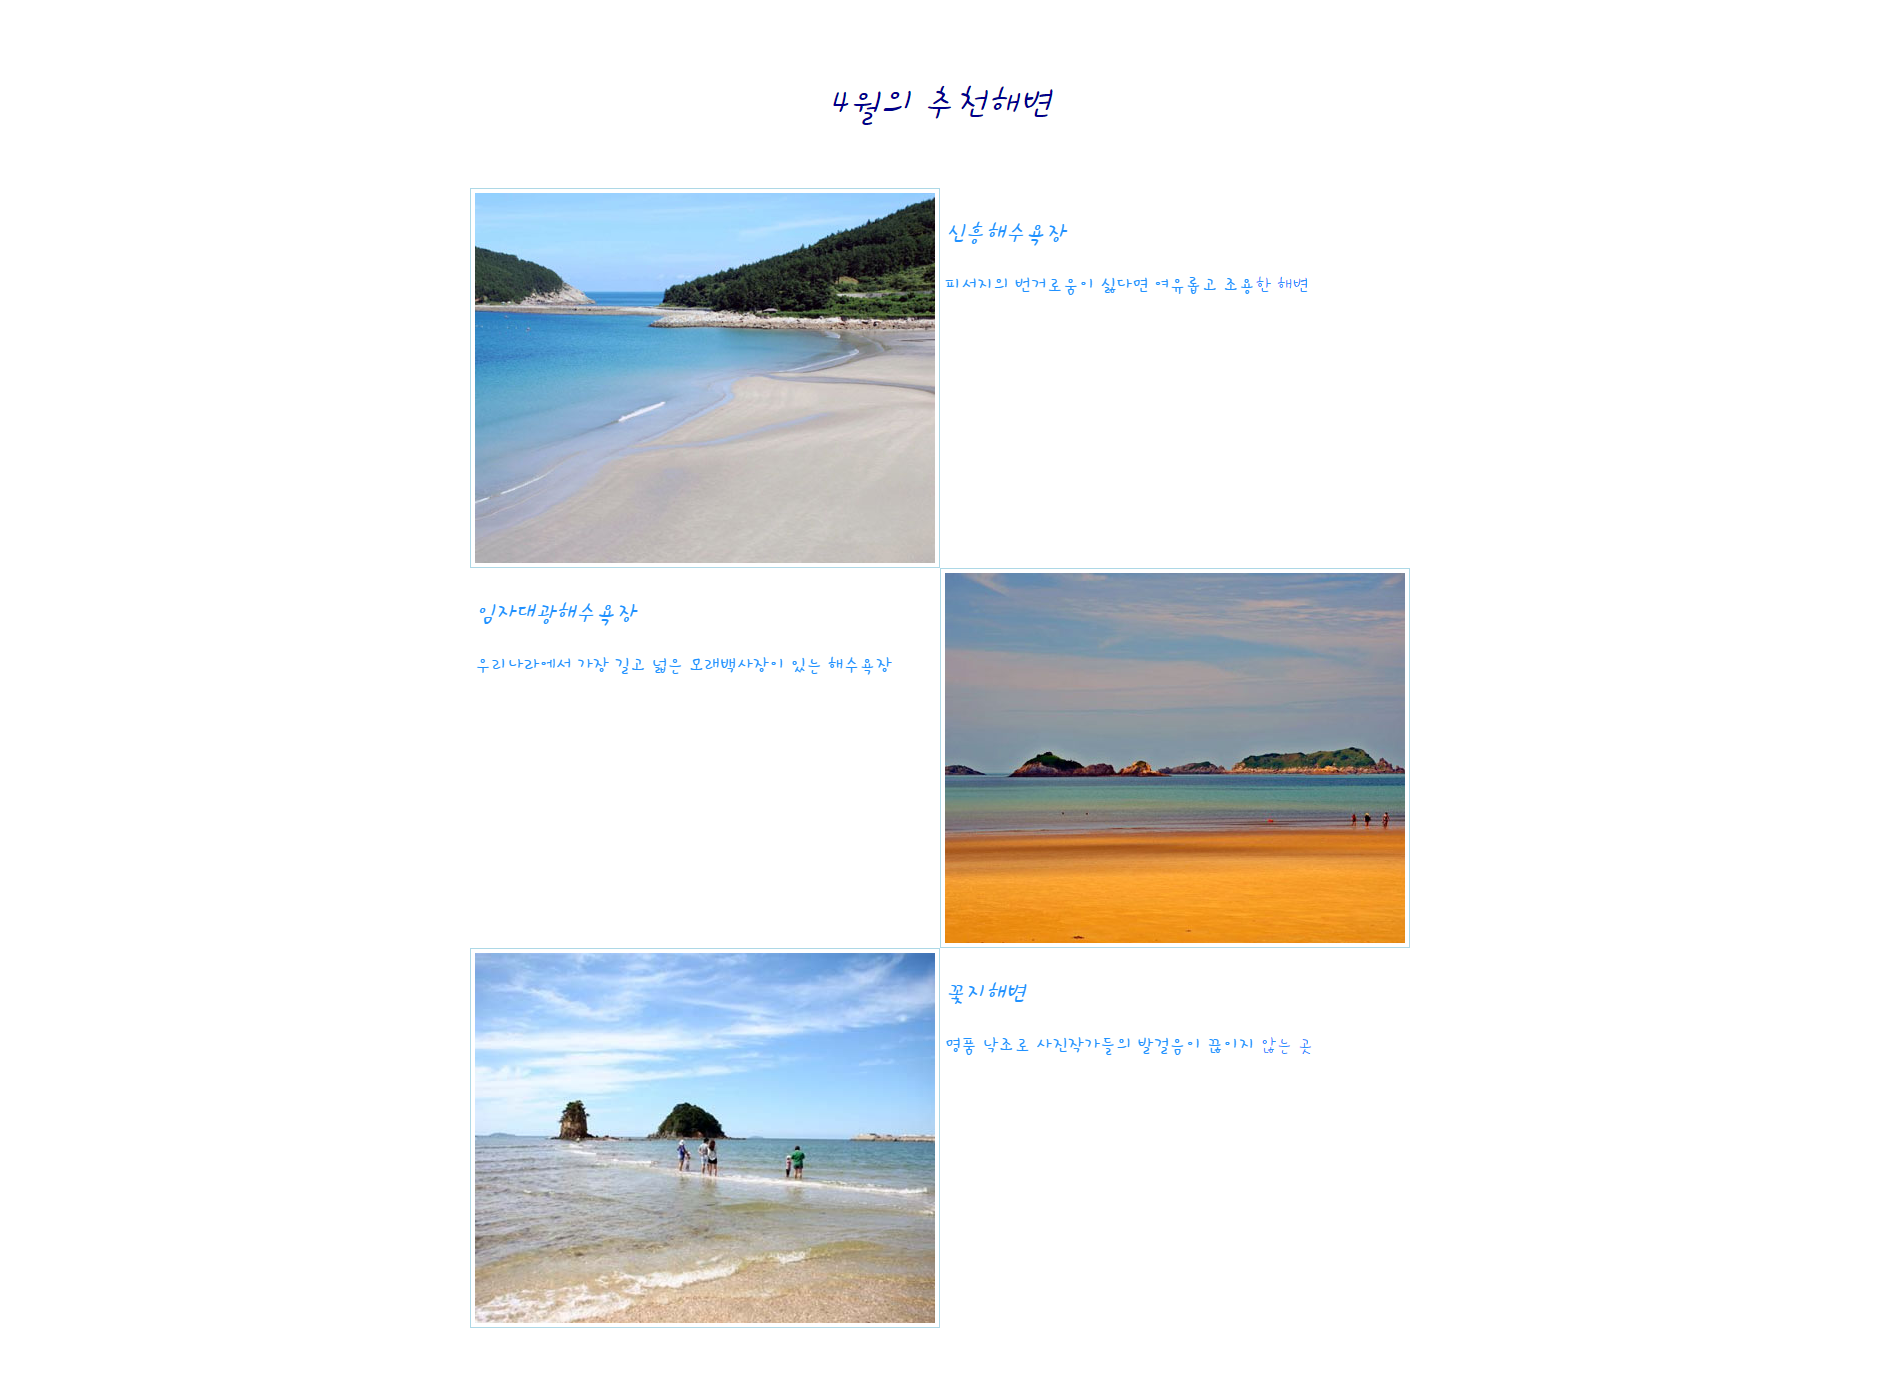 4월의 추천해변
신흥해수욕장
피서지의 번거로움이 싫다면 여유롭고 조용한 해변
임자대광해수욕장
우리나라에서 가장 길고 넓은 모래백사장이 있는 해수욕장
꽃지해변
명품 낙조로 사진작가들의 발걸음이 끊이지 않는 곳